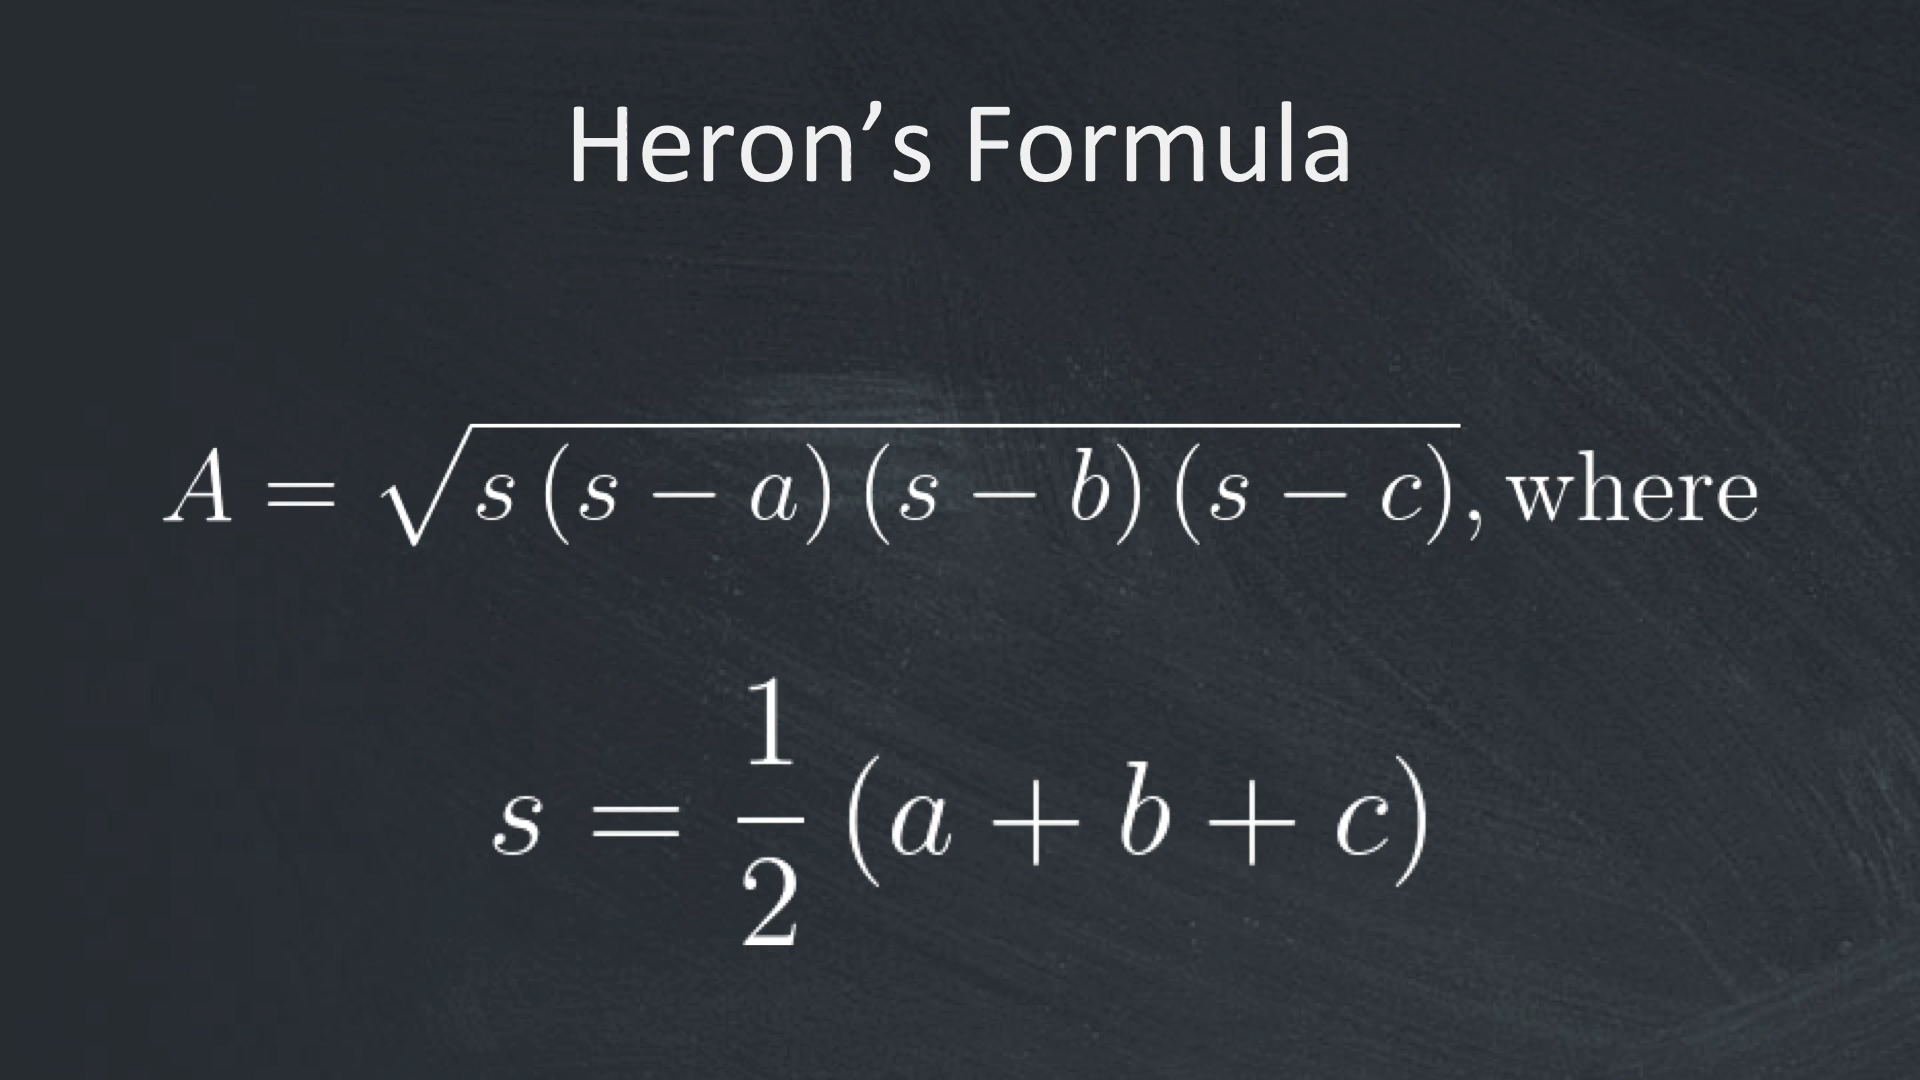 Heron’s Formula
A = √s (s − a) (s − b) (s − c), where
s = 1/2 (a + b + c)